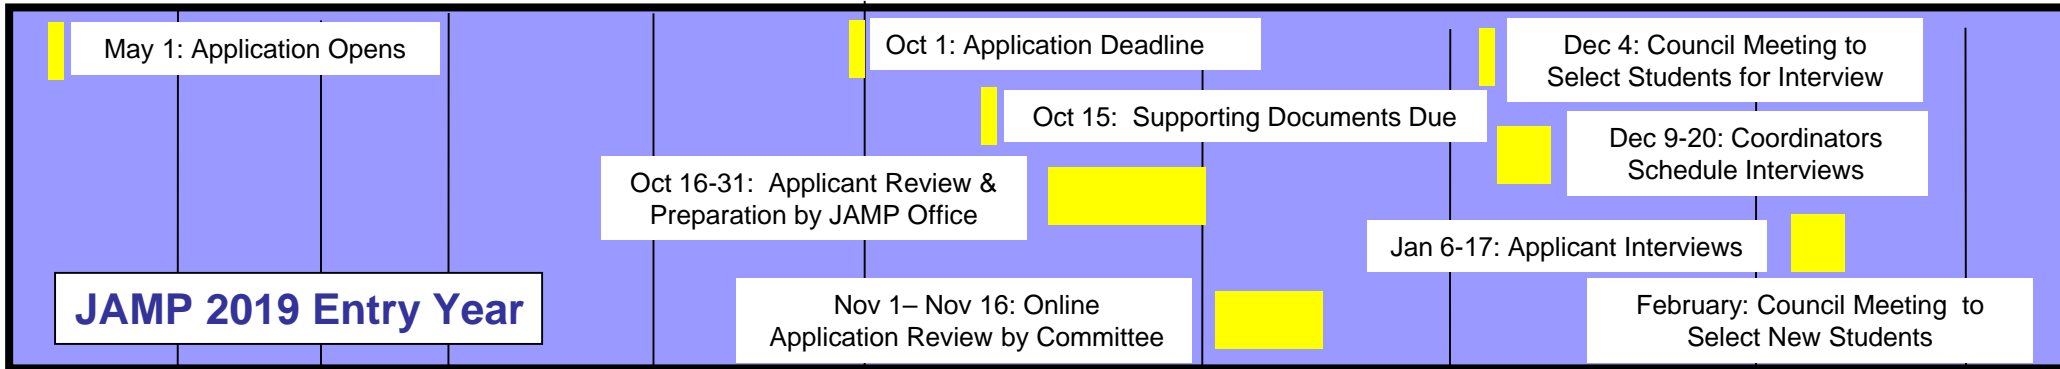 May 1: Application Opens
Oct 1: Application Deadline
Dec 4: Council Meeting to
Select Students for Interview
Oct 15:  Supporting Documents Due
Dec 9-20: Coordinators
Schedule Interviews
Oct 16-31:  Applicant Review &
Preparation by JAMP Office
Jan 6-17: Applicant Interviews
JAMP 2019 Entry Year
Nov 1– Nov 16: Online
Application Review by Committee
February: Council Meeting  to
Select New Students